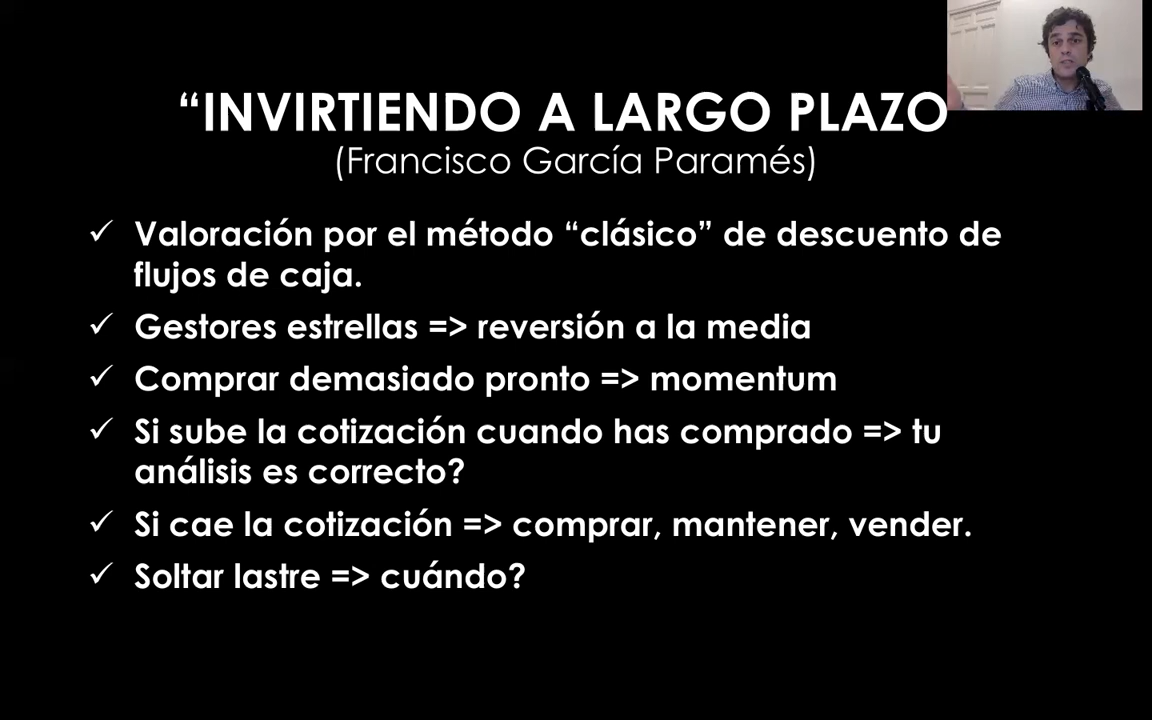 “INVIRTIENDO A LARGO PLAZO
(Francisco García Paramés)
✓ Valoración por el método “clásico” de descuento de
flujos de caja.
✓ Gestores estrellas => reversión a la media
✓ Comprar demasiado pronto => momentum
✓ Si sube la cotización cuando has comprado => tu
análisis es correcto?
✓ Si cae la cotización => comprar, mantener, vender.
✓ Soltar lastre => cuándo?